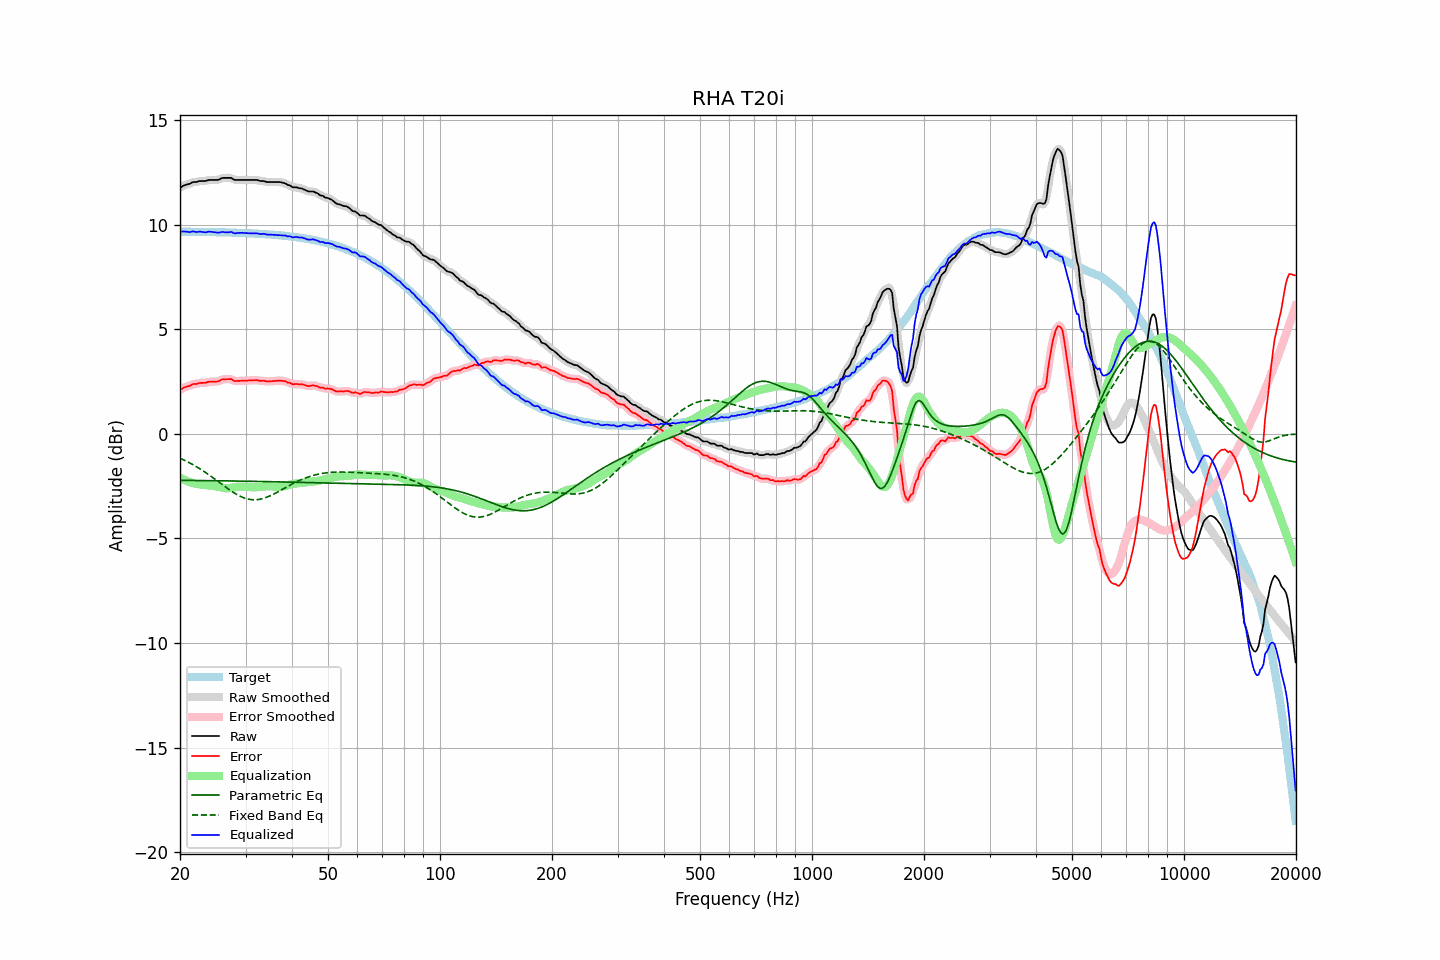 RHA T20i
15
10
5
0
−5
−10
−15
−20
Amplitude (dBr)
Target
Raw Smoothed
Error Smoothed
Raw
Error
Equalization
Parametric Eq
Fixed Band Eq
Equalized
20 50 100 200 500 1000 2000 5000 10000 20000
Frequency (Hz)